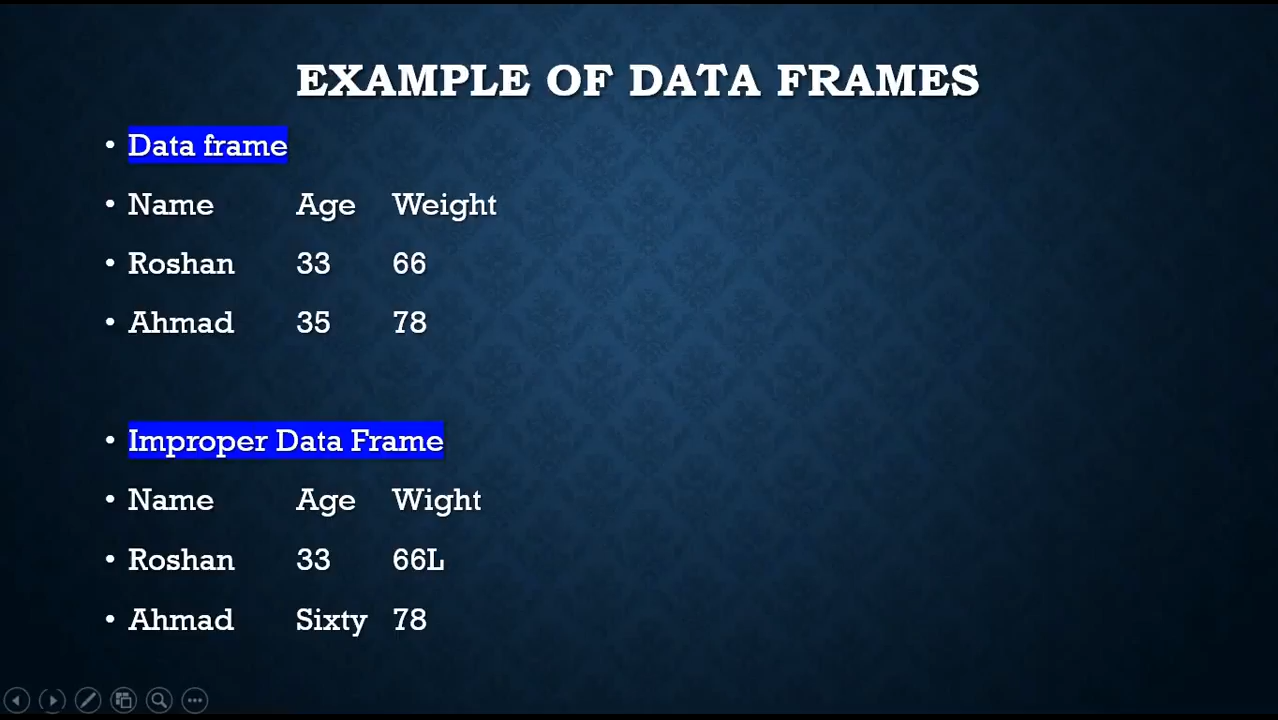 EXAMPLE OF DATA FRAMES
• Data frame
• Name Age Weight
• Roshan 33 66
• Ahmad 35 78
• Improper Data Frame
• Name Age Wight
• Roshan 33 66L
• Ahmad Sixty 78